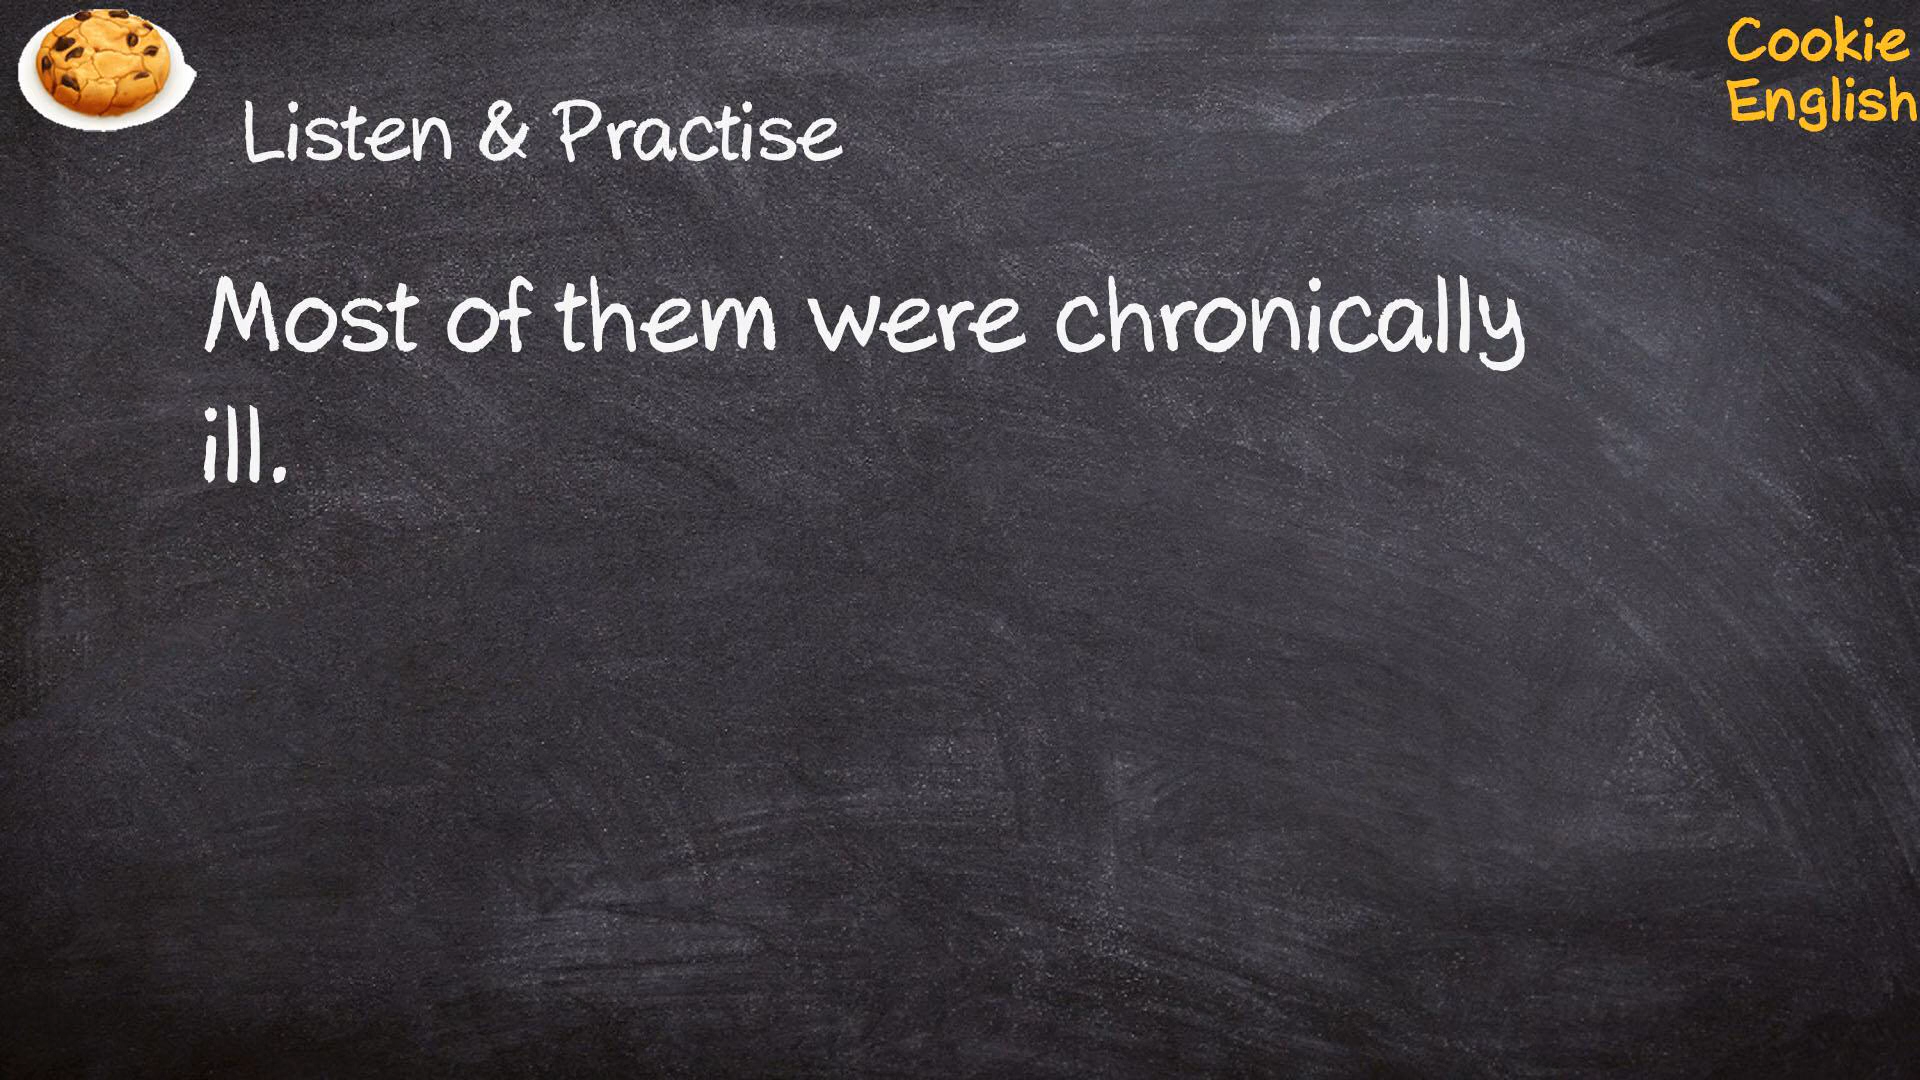 Cookie
English
Listen & Practise
Most of them were chronically
ill.